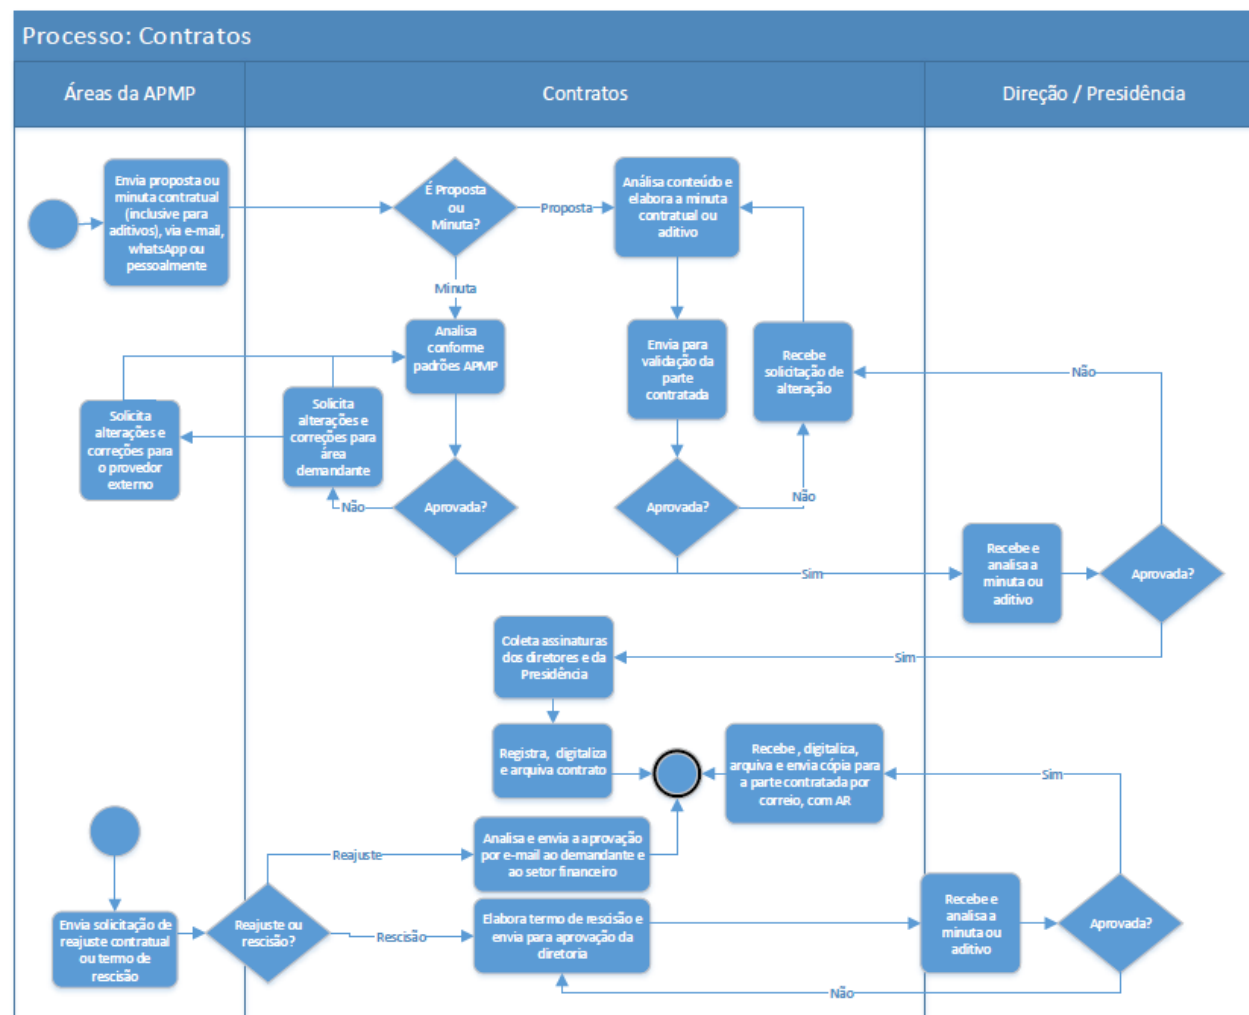 Processo: Contratos
Áreas da APMP
Contratos
Direção / Presidência
Envia proposta ou
minuta contratual
(inclusive para
aditivos), via e-mail,
whatsApp ou
pessoalmente
É Proposta
ou
Minuta?
Proposta
Análisa conteúdo e
elabora a minuta
contratual ou
aditivo
Minuta
Analisa
conforme
padrões APMP
Envia para
validação da
parte
contratada
Recebe
solicitação de
alteração
Não
Solicita
alterações e
correções para
o provedor
externo
Solicita
alterações e
correções para
área
demandante
Não
Aprovada?
Aprovada?
Não
Sim
Recebe e
analisa a
minuta ou
aditivo
Aprovada?
Coleta assinaturas
dos diretores e da
Presidência
Sim
Registra, digitaliza
e arquiva contrato
Recebe , digitaliza,
arquiva e envia cópia para
a parte contratada por
correio, com AR
Sim
Reajuste
Analisa e envia a aprovação
por e-mail ao demandante e
ao setor financeiro
Envia solicitação de
reajuste contratual
ou termo de
rescisão
Reajuste ou
rescisão?
Rescisão
Elabora termo de rescisão e
envia para aprovação da
diretoria
Recebe e
analisa a
minuta ou
aditivo
Aprovada?
Não